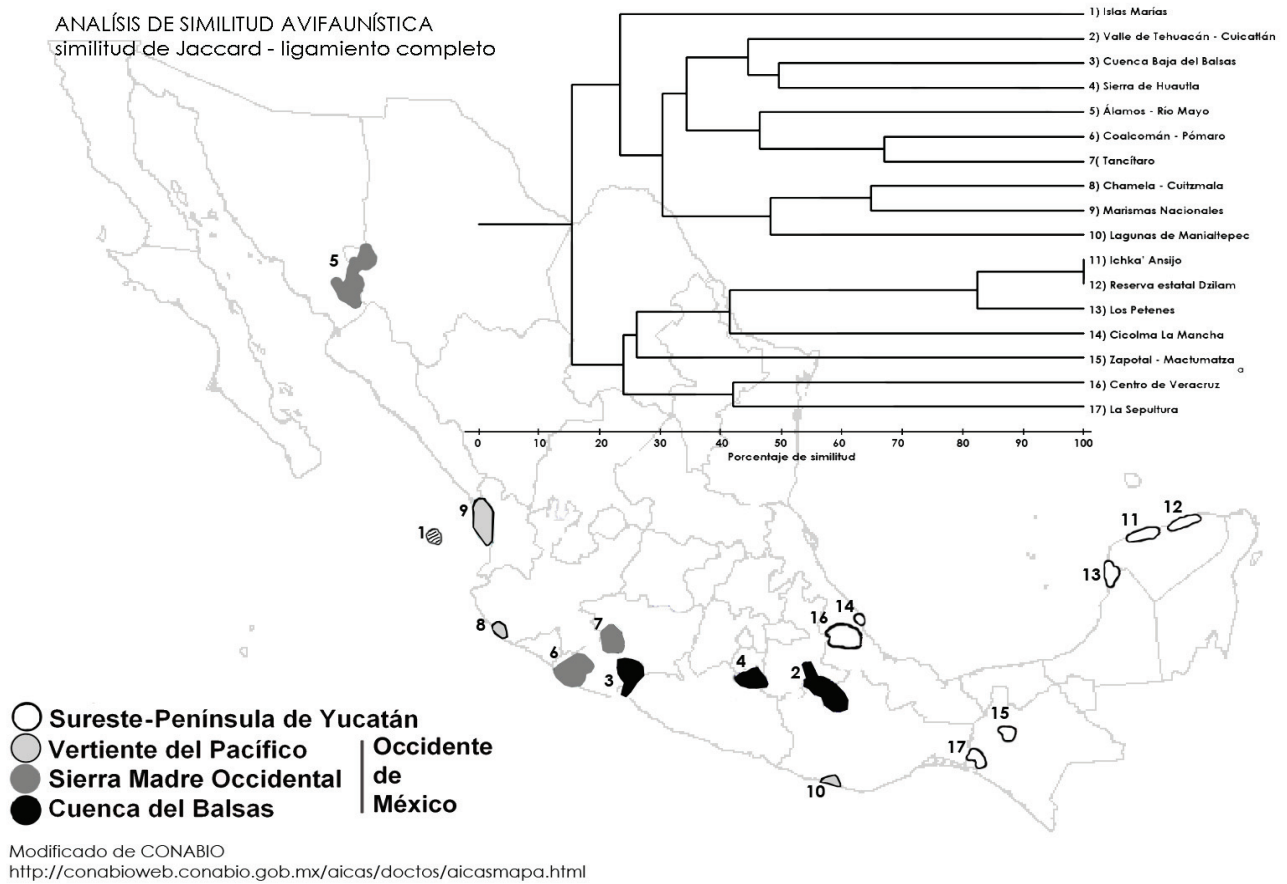 ANALÍSIS DE SIMILITUD AVIFAUNÍSTICA
similitud de Jaccard - ligamiento completo
1) Islas Marías
2) Valle de Tehuacán - Cuicatlán
3) Cuenca Baja del Balsas
4) Sierra de Huautla
5) Álamos - Río Mayo
6) Coalcomán - Pómaro
7( Tancítaro
8) Chamela - Cuitzmala
9) Marismas Nacionales
10) Lagunas de Manialtepec
11) Ichka' Ansijo
12) Reserva estatal Dzilam
13) Los Petenes
14) Cicolma La Mancha
15) Zapotal - Mactumatza
a
16) Centro de Veracruz
17) La Sepultura
0 10 20 30 40 50 60 70 80 90 100
Porcentaje de similitud
5
9
1
8
7
6
3
4
2
16
14
10
17
15
13
11
12
Sureste-Península de Yucatán
Vertiente del Pacífico
Sierra Madre Occidental
Cuenca del Balsas
Occidente
de
México
Modificado de CONABIO
http://conabioweb.conabio.gob.mx/aicas/doctos/aicasmapa.html